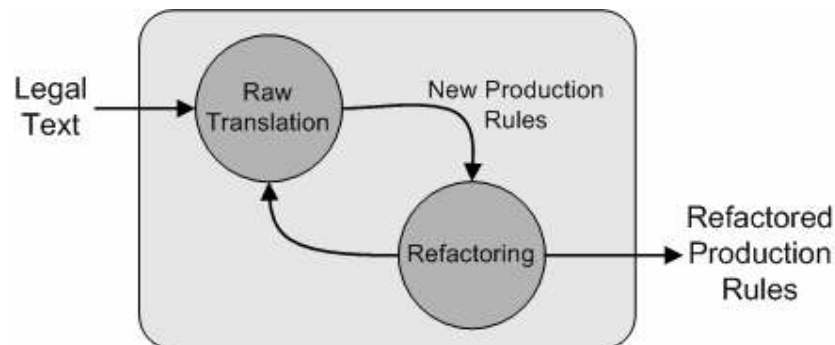 Legal
Text
Raw
Translation
New Production
Rules
Refactoring
Refactored
Production
Rules